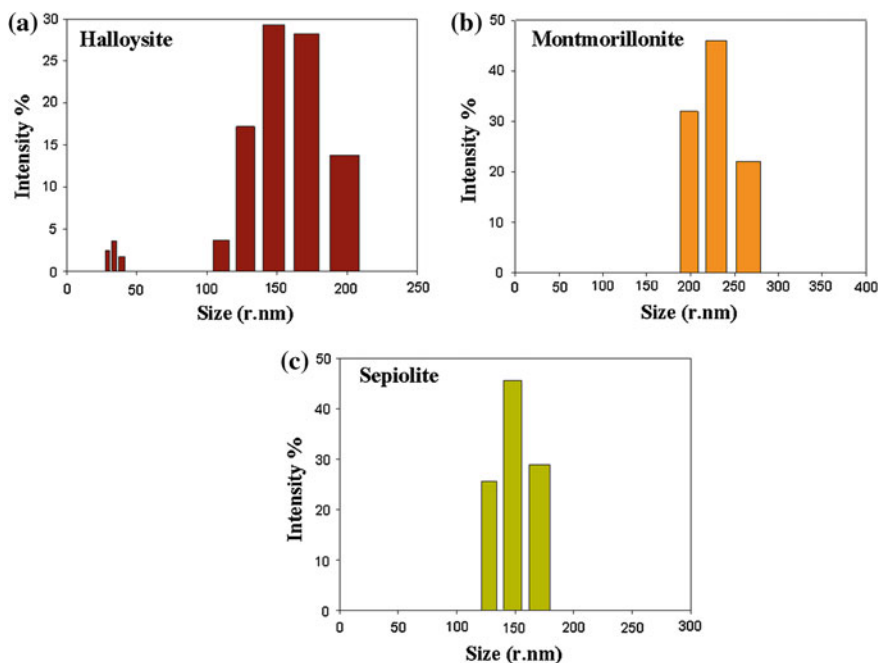 (a)
Halloysite
Intensity %
30
25
20
15
10
5
0
0 50 100 150 200 250
Size (r.nm)
(b)
Montmorillonite
Intensity %
50
40
30
20
10
0
0 50 100 150 200 250 300 350 400
Size (r.nm)
(c)
Sepiolite
Intensity %
50
40
30
20
10
0
0 50 100 150 200 250 300
Size (r.nm)